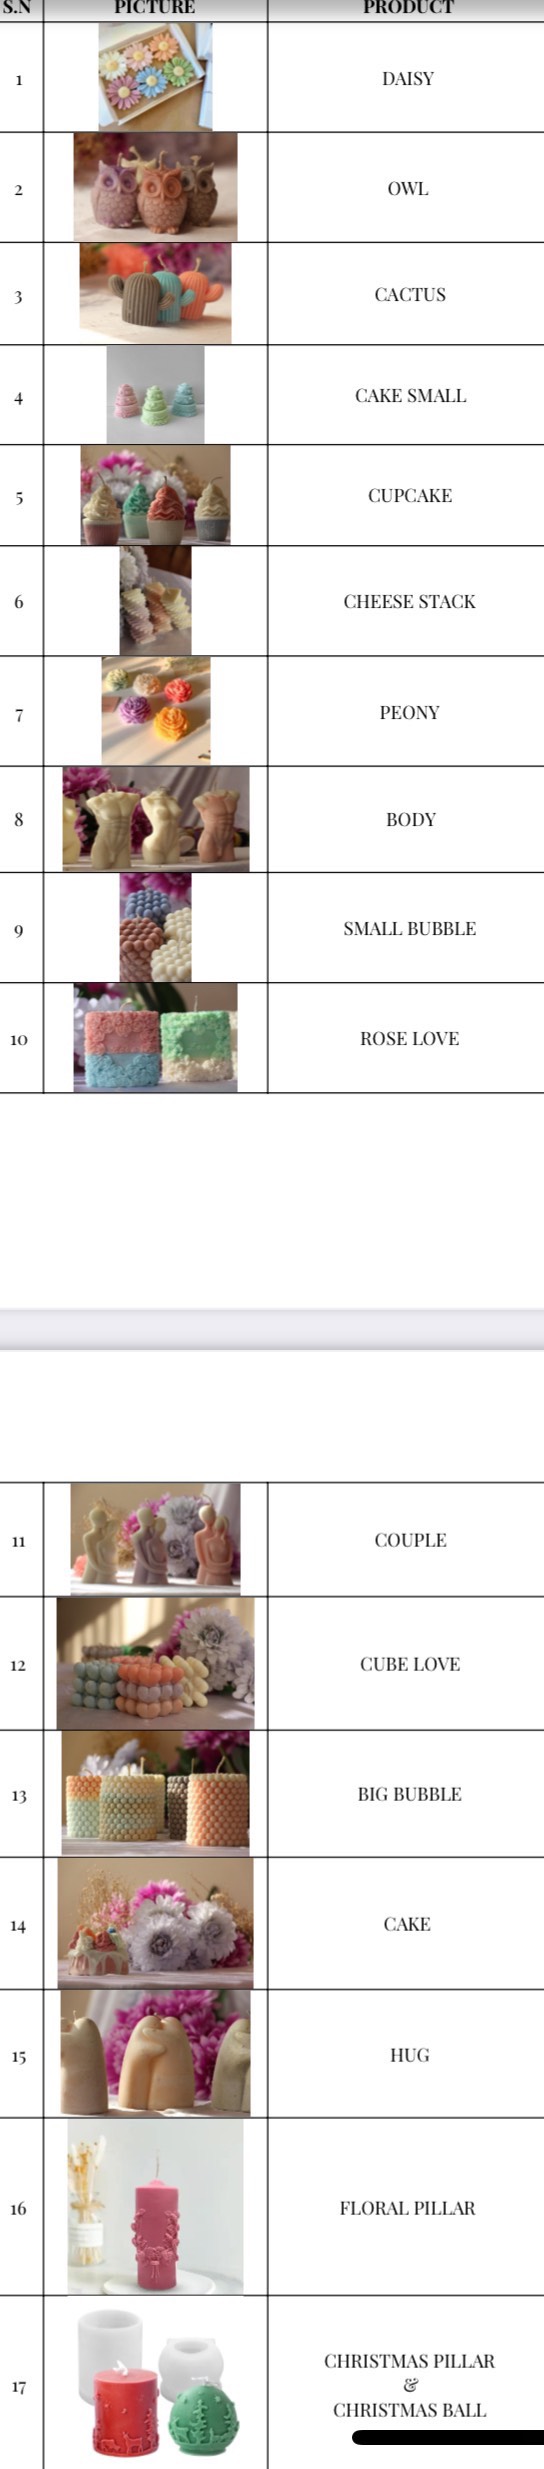 S.N PICTURE PRODUCT
1 DAISY
2 OWL
3 CACTUS
4 CAKE SMALL
5 CUPCAKE
6 CHEESE STACK
7 PEONY
8 BODY
9 SMALL BUBBLE
10 ROSE LOVE
11 COUPLE
12 CUBE LOVE
13 BIG BUBBLE
14 CAKE
15 HUG
16 FLORAL PILLAR
17 CHRISTMAS PILLAR
&
CHRISTMAS BALL